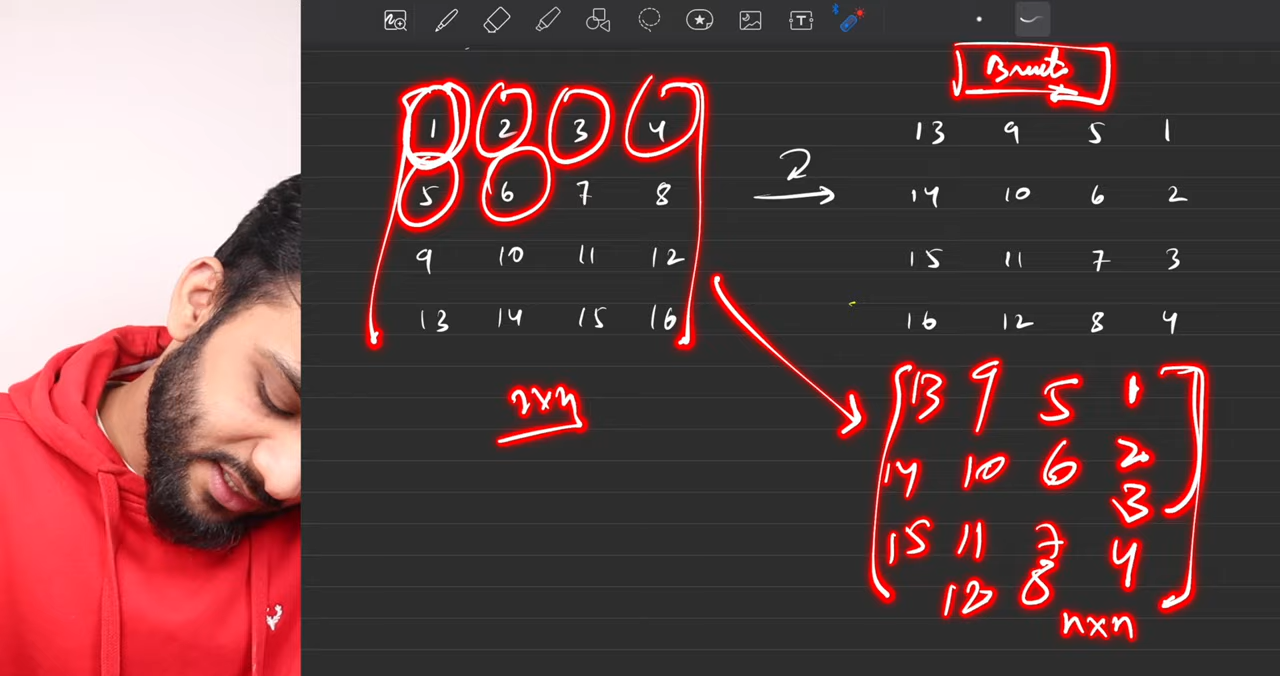 Brute
1 2 3 4
5 6 7 8
9 10 11 12
13 14 15 16
13 9 5 1
14 10 6 2
15 11 7 3
16 12 8 4
nxn
13 9 5 1
14 10 6 2
3
15 11 7 4
12 8
nxn
T